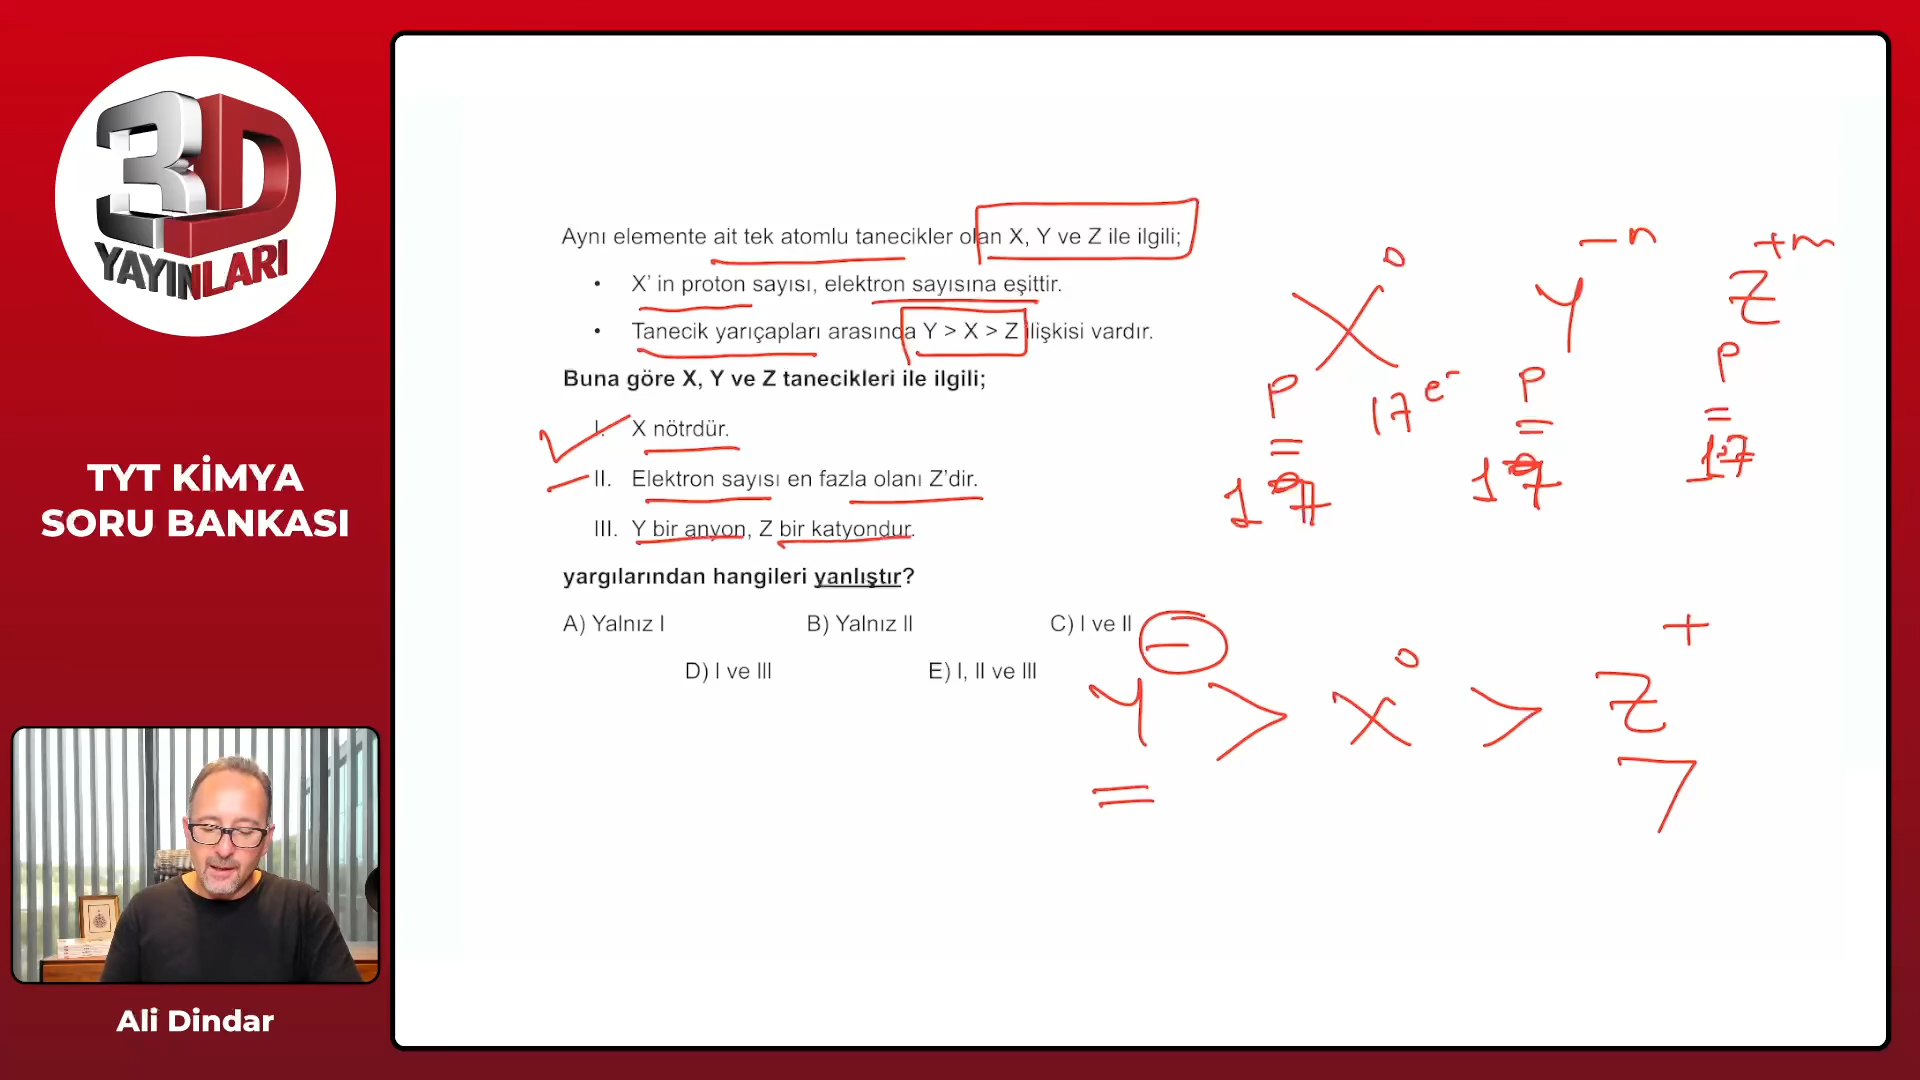 3D
YAYINLARI
TYT KİMYA
SORU BANKASI
Ali Dindar
Aynı elemente ait tek atomlu tanecikler olan X, Y ve Z ile ilgili;
• X' in proton sayısı, elektron sayısına eşittir.
• Tanecik yarıçapları arasında Y > X > Z ilişkisi vardır.
Buna göre X, Y ve Z tanecikleri ile ilgili;
I. X nötrdür.
II. Elektron sayısı en fazla olanı Z'dir.
III. Y bir anyon, Z bir katyondur.
yargılarından hangileri yanlıştır?
A) Yalnız I B) Yalnız II C) I ve II
D) I ve III E) I, II ve III
X⁰ Y⁻ⁿ Z⁺ᵐ
P 17 e⁻ P P
= = =
17 17 17
Y⁻ > X⁰ > Z⁺
= 7